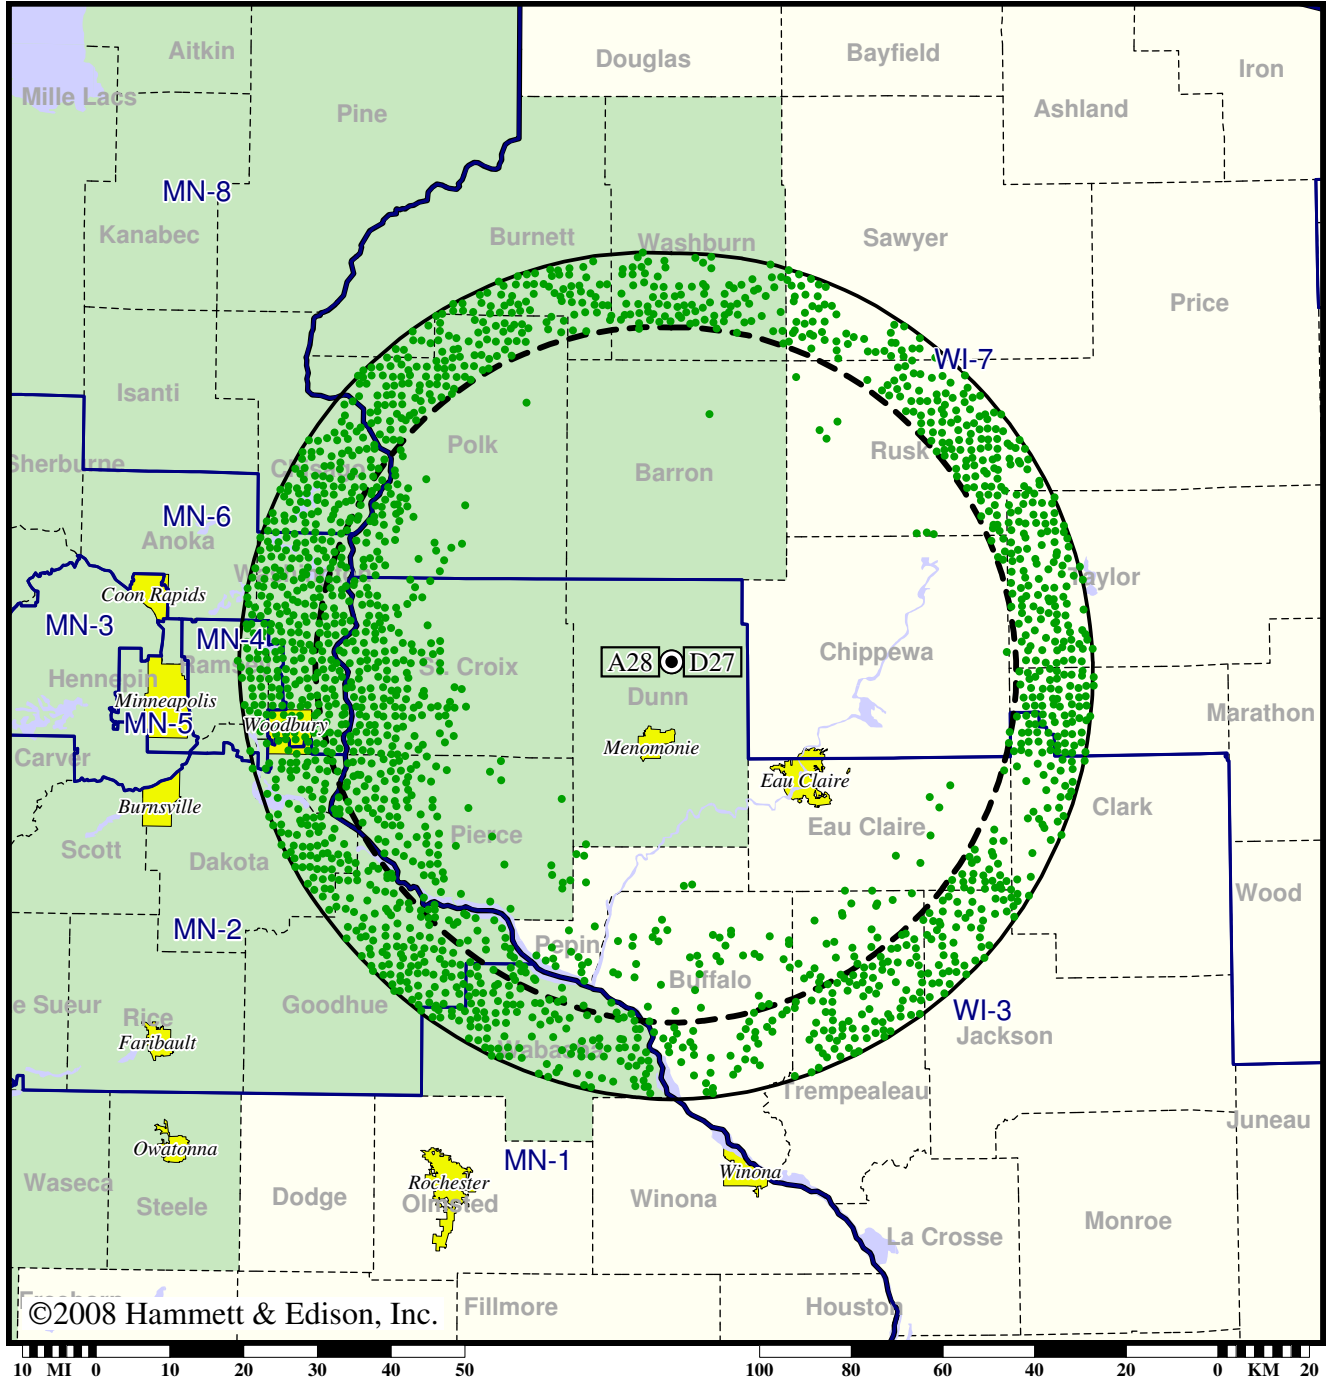 Aitkin
Douglas
Bayfield
Iron
Mille Lacs
Ashland
Pine
MN-8
Kanabec
Burnett
Washburn
Sawyer
Price
WI-7
Isanti
Polk
Rusk
Sherburne
Chisago
Barron
MN-6
Anoka
Washington
Taylor
Coon Rapids
MN-3
MN-4
Chippewa
A28
D27
Ramsey
St. Croix
Hennepin
Dunn
Minneapolis
Marathon
MN-5
Woodbury
Menomonie
Carver
Eau Claire
Burnsville
Clark
Eau Claire
Pierce
Scott
Dakota
Wood
MN-2
Pepin
Buffalo
e Sueur
Goodhue
Rice
WI-3
Jackson
Faribault
Wabasha
Trempealeau
Juneau
Owatonna
MN-1
Winona
Waseca
Rochester
Dodge
Olmsted
Winona
Steele
Monroe
La Crosse
Freeborn
Fillmore
Houston
©2008 Hammett & Edison, Inc.
10 MI 0 10 20 30 40 50 100 80 60 40 20 0 KM 20